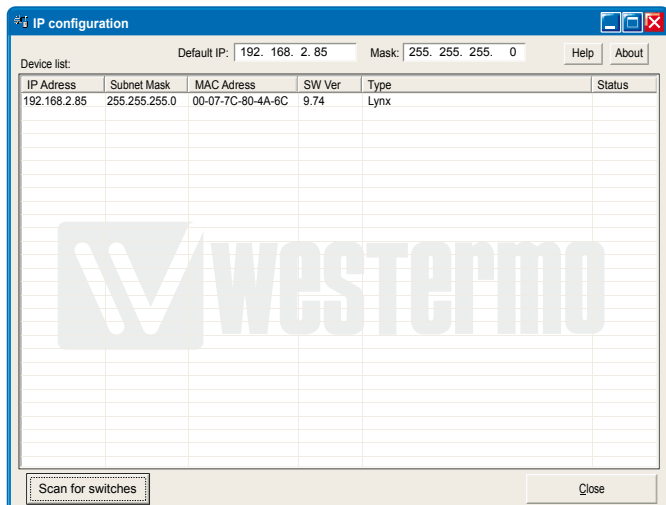 IP configuration
Default IP: 192. 168. 2. 85 Mask: 255. 255. 255. 0 Help About
Device list:
IP Adress Subnet Mask MAC Adress SW Ver Type Status
192.168.2.85 255.255.255.0 00-07-7C-80-4A-6C 9.74 Lynx
westermo
Scan for switches Close